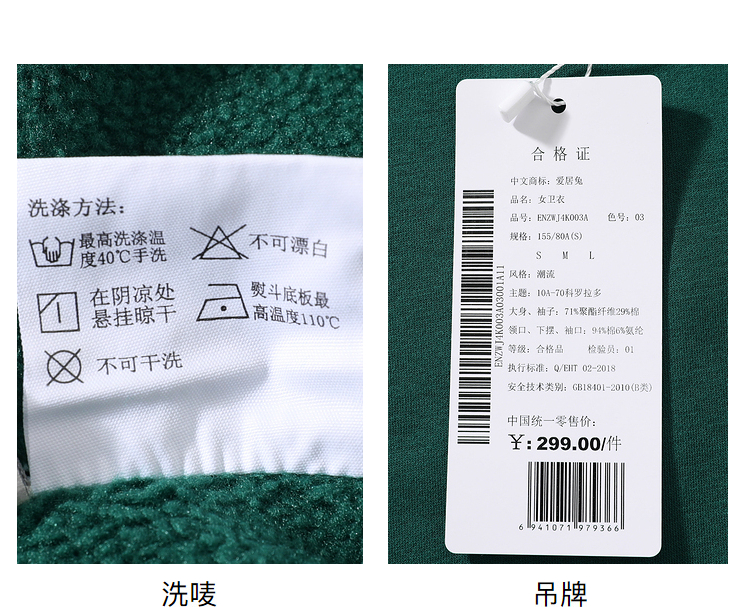 洗涤方法：
最高洗涤温
度40℃手洗
不可漂白
在阴凉处
悬挂晾干
熨斗底板最
高温度110℃
不可干洗
洗唛
合格证
中文商标：爱居兔
品名：女卫衣
品号：ENZWJ4K003A 色号：03
规格：155/80A(S)
S M L
风格：潮流
主题：10A-70科罗拉多
大身、袖子：71%聚酯纤维29%棉
领口、下摆、袖口：94%棉6%氨纶
等级：合格品 检验员：01
执行标准：Q/EHT 02-2018
安全技术类别：GB18401-2010(B类)
中国统一零售价：
¥：299.00/件
6 941071 979366
ENZWJ4K003A03001A11
吊牌